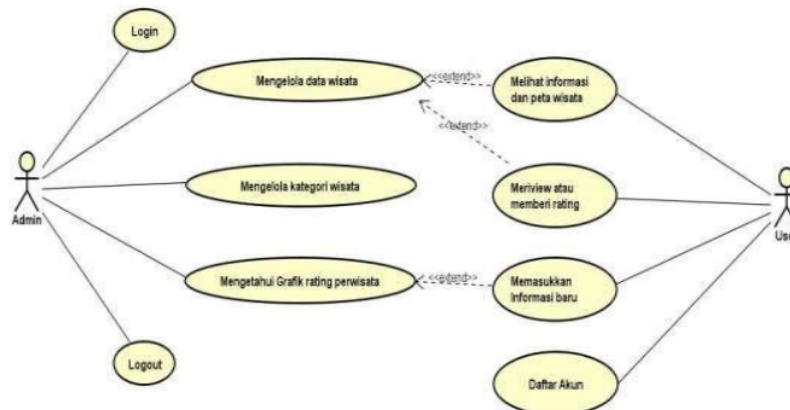 Login
Mengelola data wisata
<<extend>>
Melihat informasi
dan peta wisata
<<extend>>
Mengelola kategori wisata
Meriview atau
memberi rating
Admin
Use
Mengetahui Grafik rating perwisata
<<extend>>
Memasukkan
Informasi baru
Logout
Daftar Akun